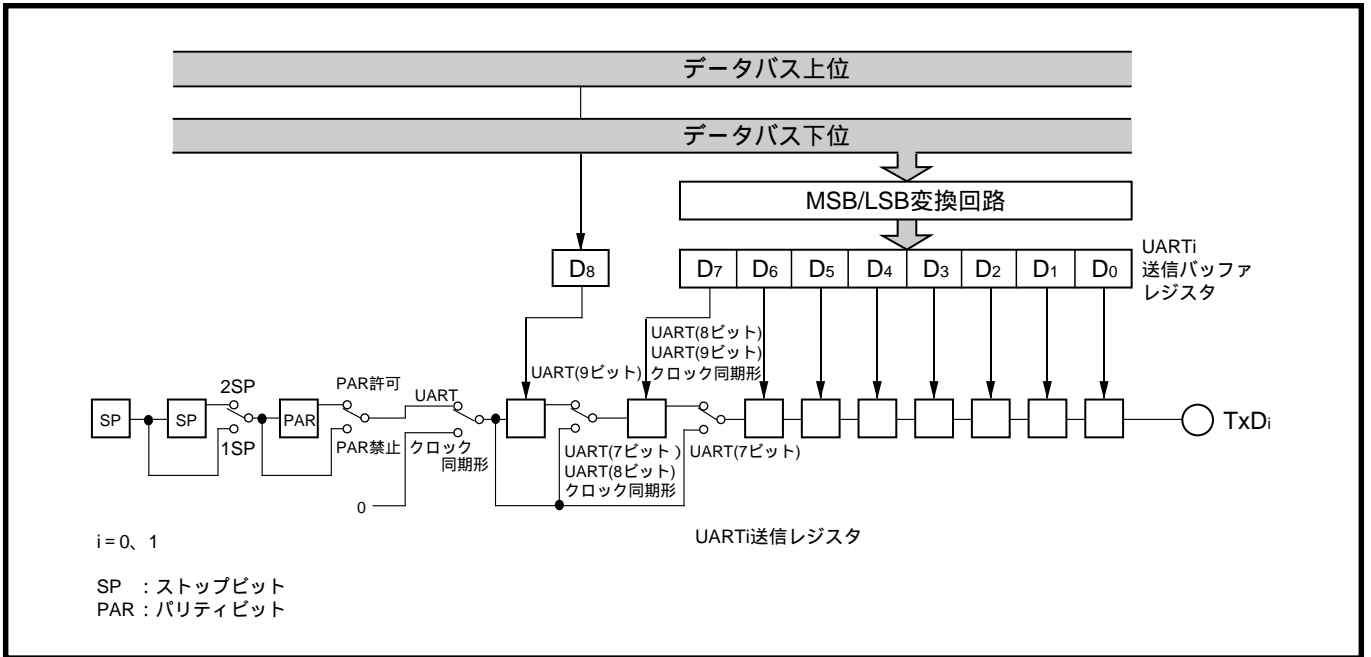 データバス上位
データバス下位
MSB/LSB変換回路
D8
D7 D6 D5 D4 D3 D2 D1 D0
UARTi
送信バッファ
レジスタ
UART(8ビット)
UART(9ビット)
クロック同期形
UART(9ビット)
2SP
PAR許可
UART
SP
SP
PAR
1SP
PAR禁止
クロック
同期形
UART(7ビット)
UART(8ビット)
クロック同期形
UART(7ビット)
TxDi
0
UARTi送信レジスタ
i = 0、1
SP :ストップビット
PAR:パリティビット